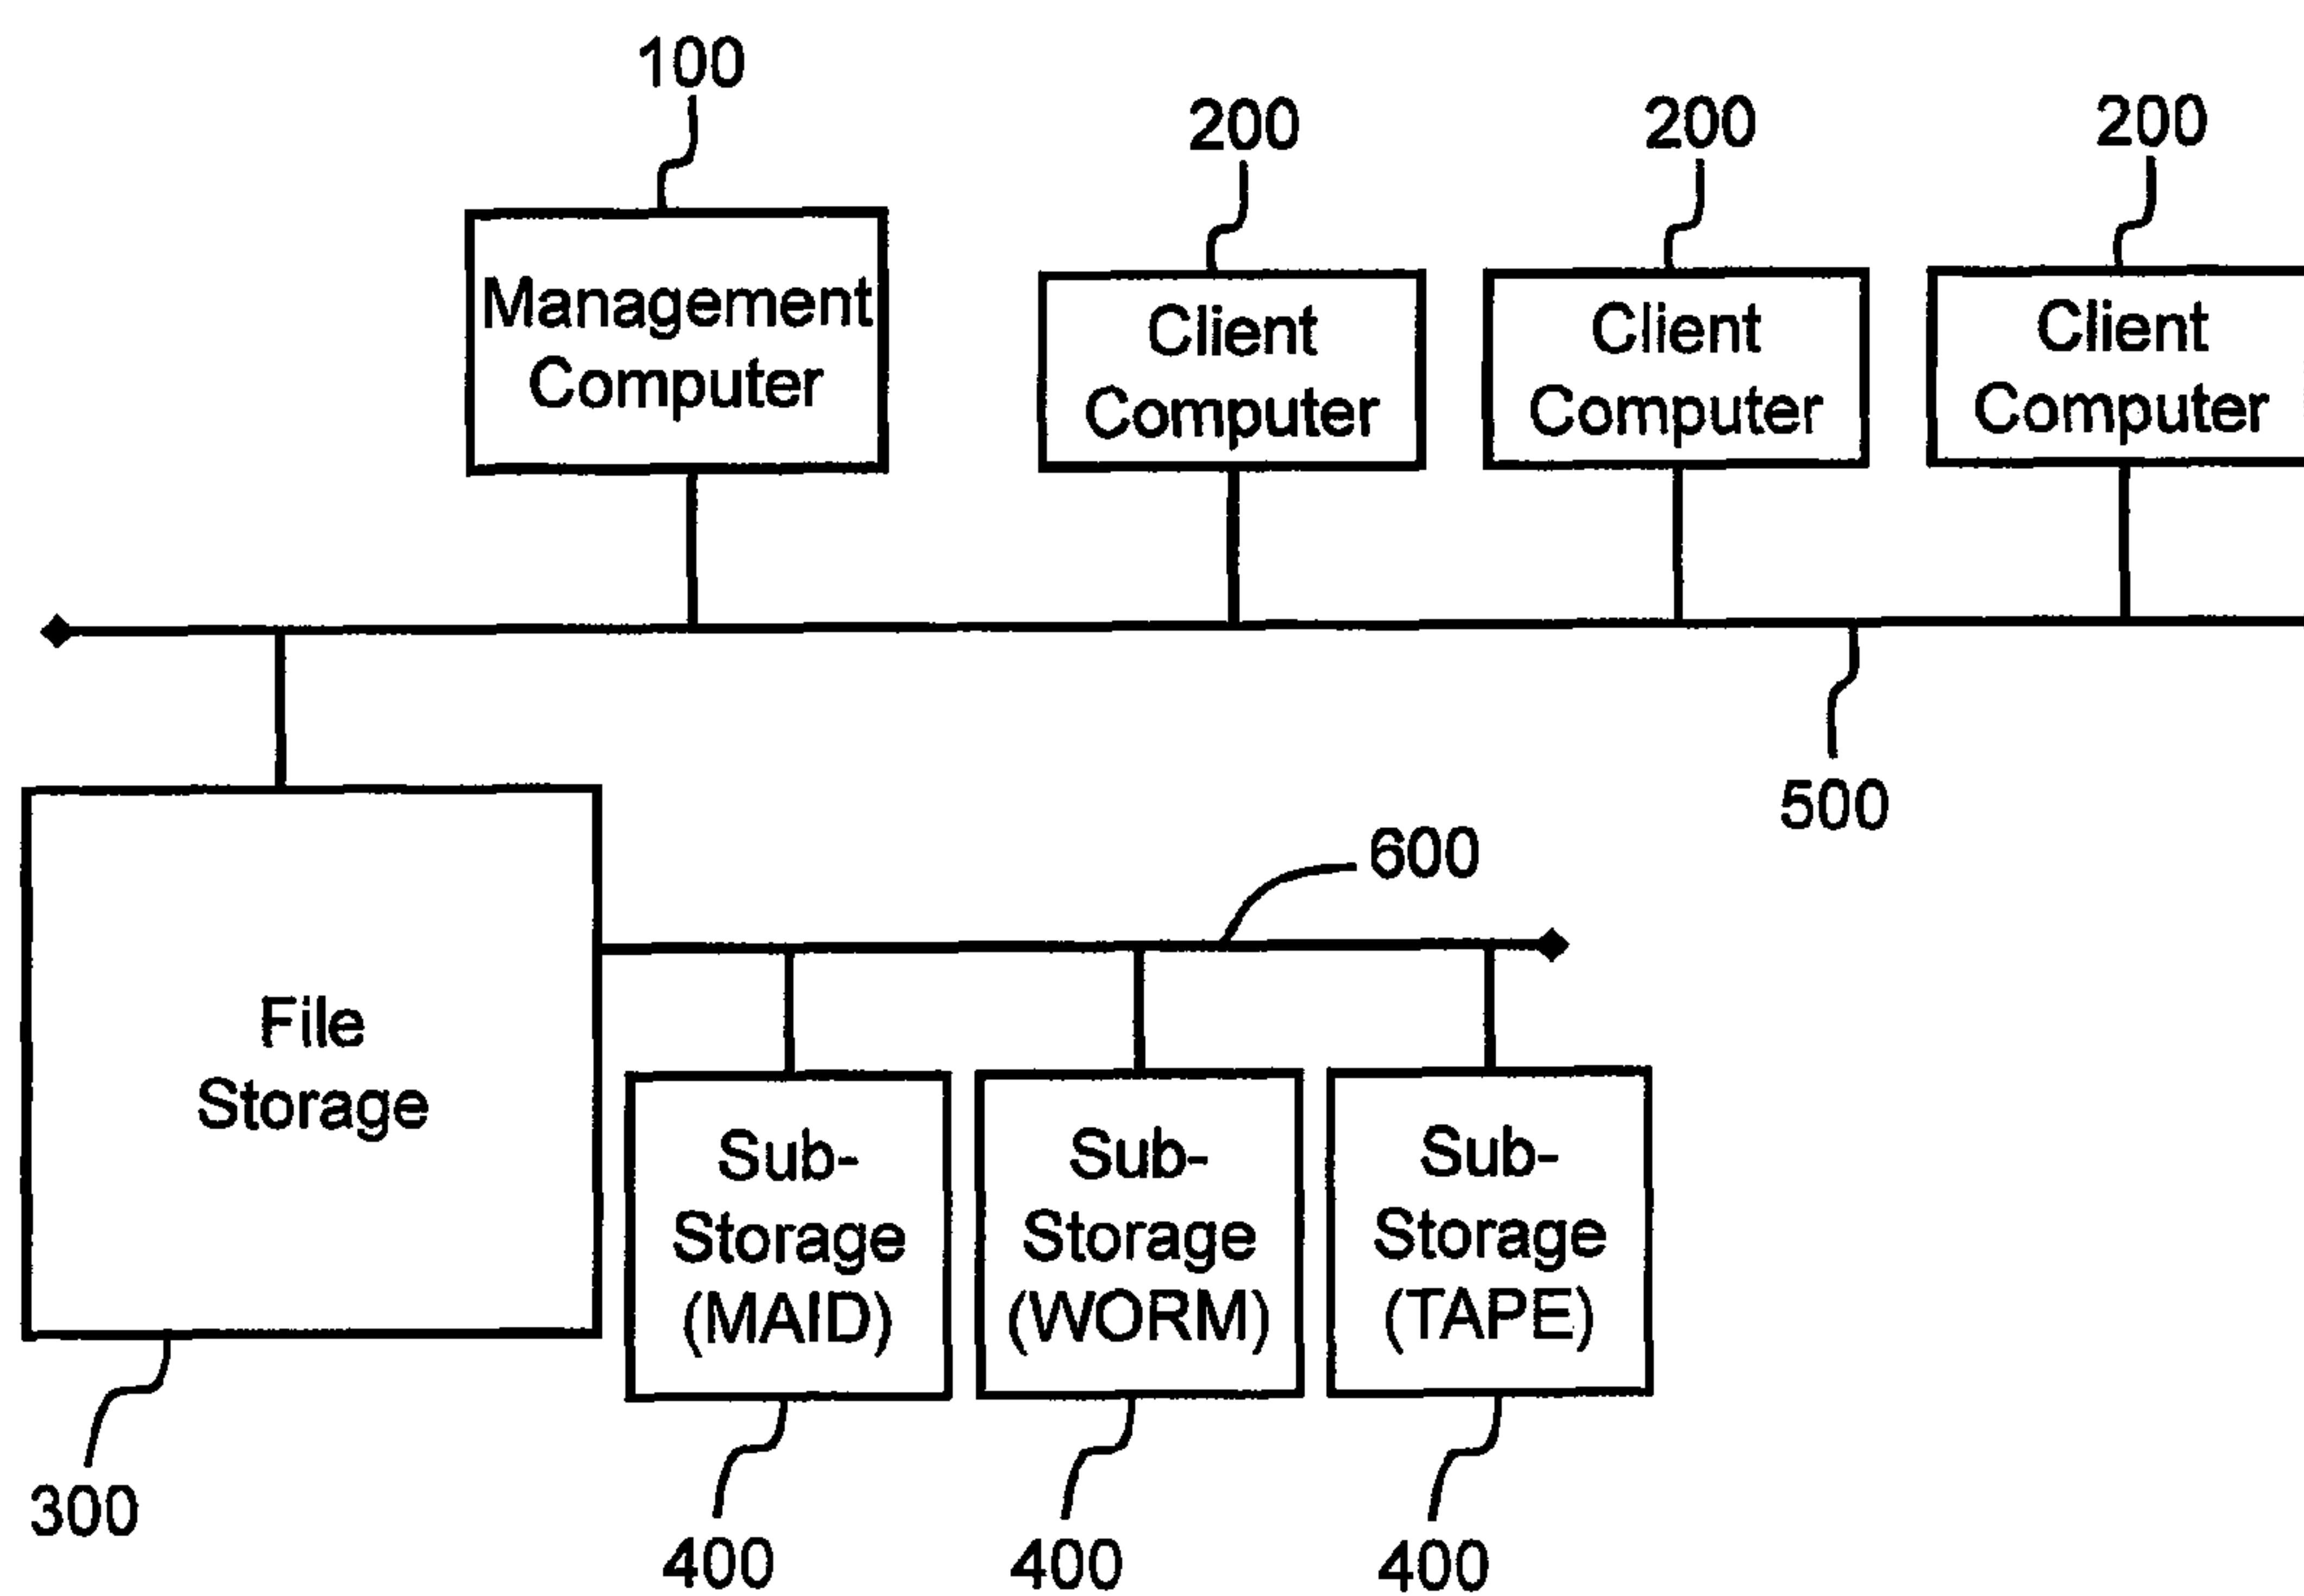 100
200
200
200
Management
Computer
Client
Computer
Client
Computer
Client
Computer
500
600
File
Storage
Sub-
Storage
(MAID)
Sub-
Storage
(WORM)
Sub-
Storage
(TAPE)
300
400
400
400